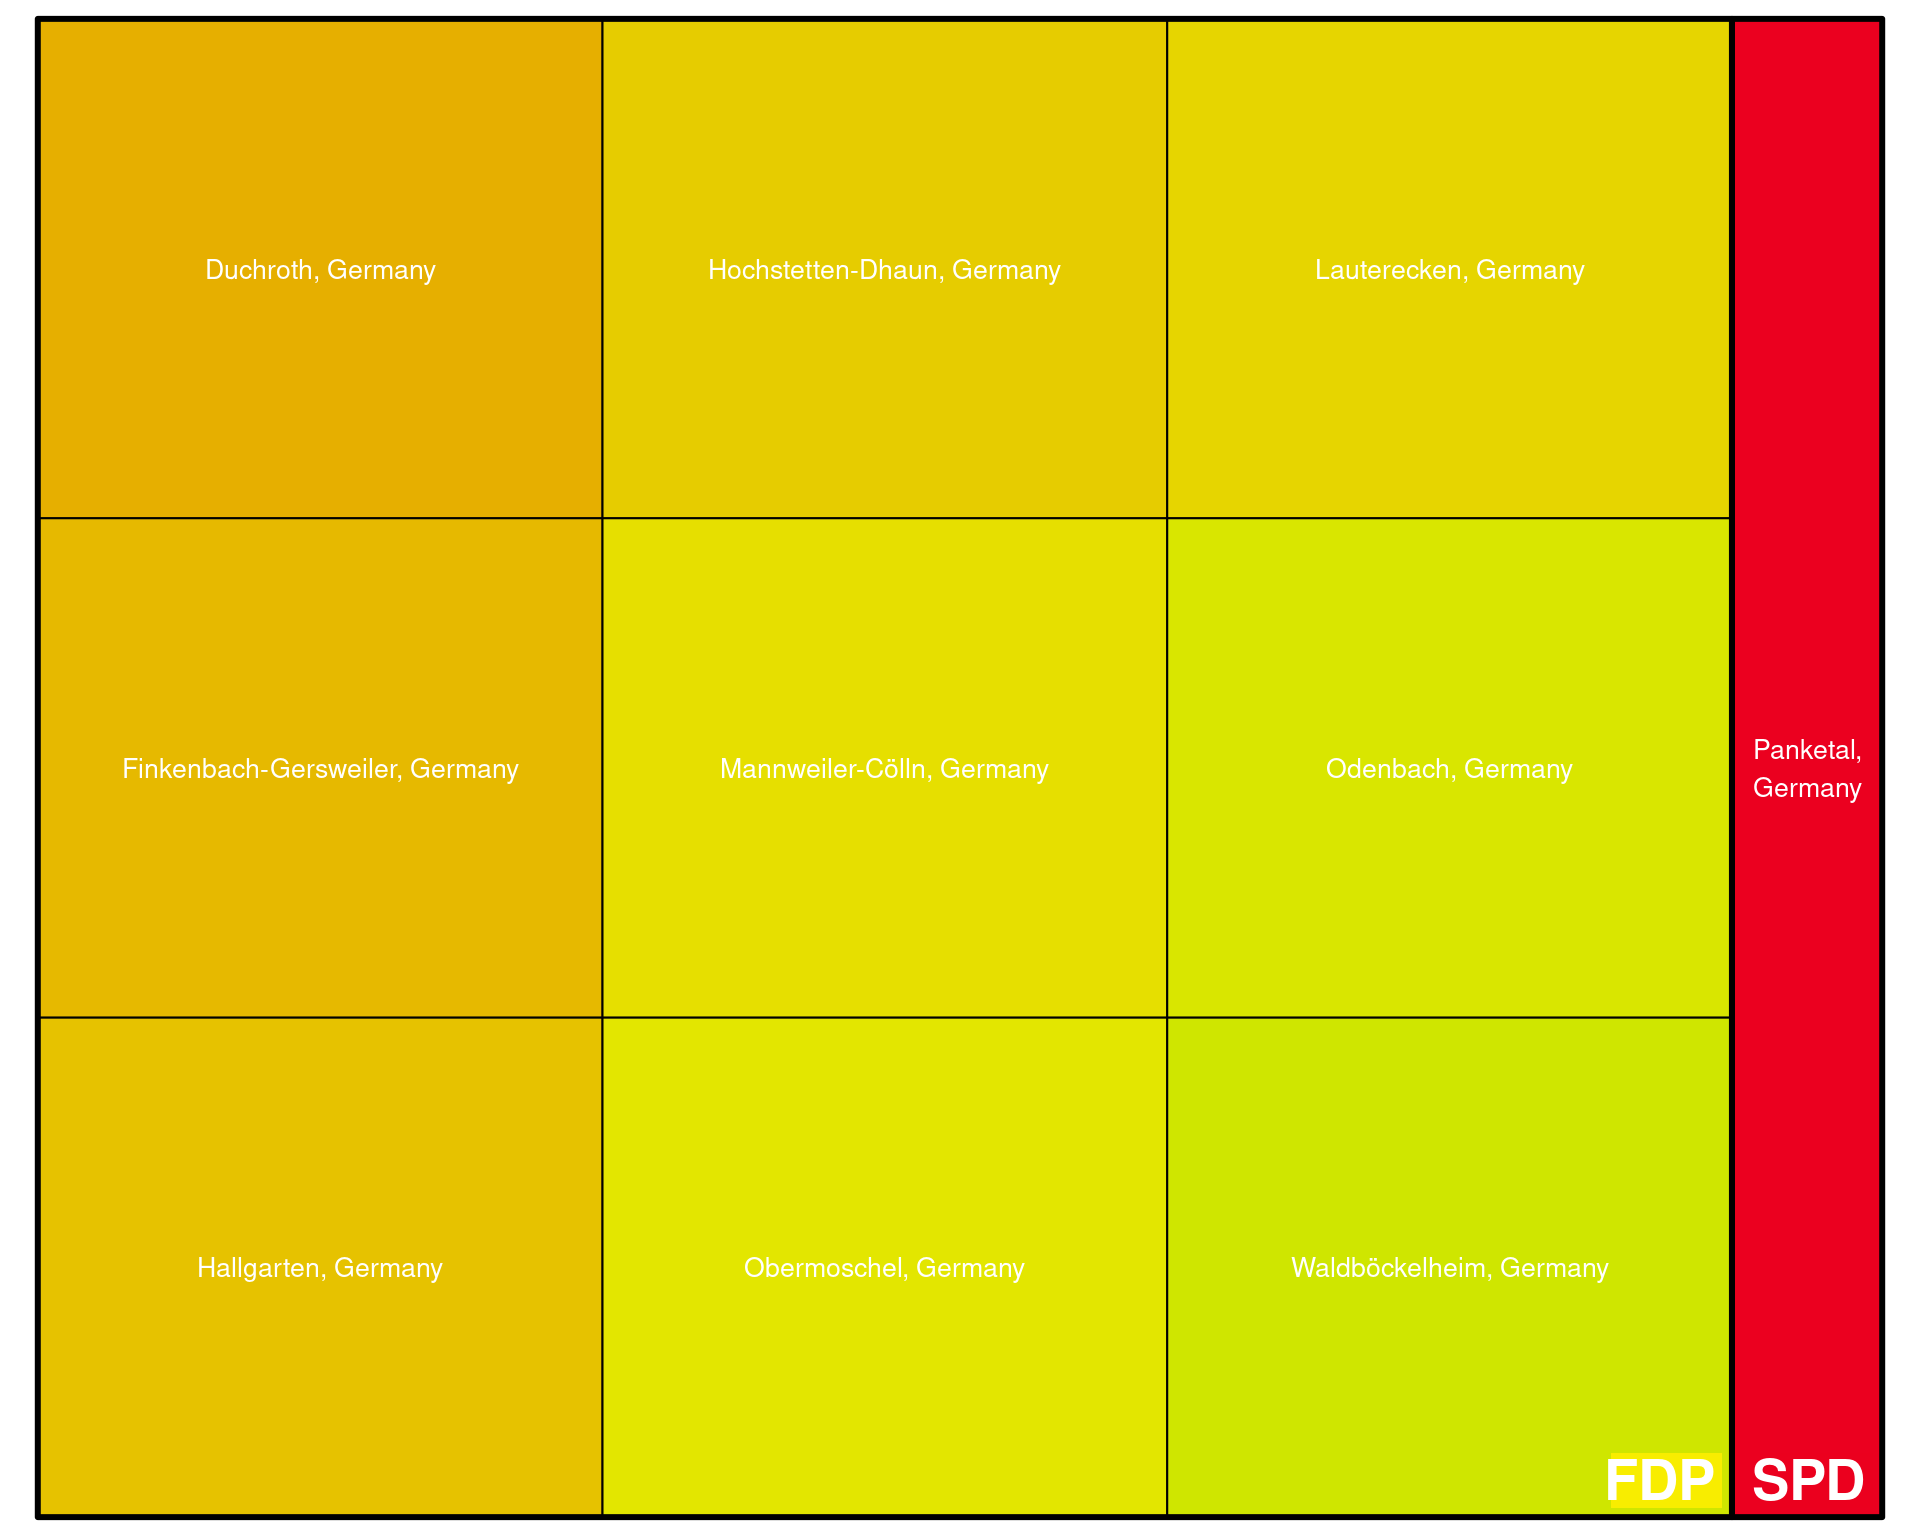 Duchroth, Germany
Hochstetten-Dhaun, Germany
Lauterecken, Germany
Finkenbach-Gersweiler, Germany
Mannweiler-Cölln, Germany
Odenbach, Germany
Panketal,
Germany
Hallgarten, Germany
Obermoschel, Germany
Waldböckelheim, Germany
FDP
SPD